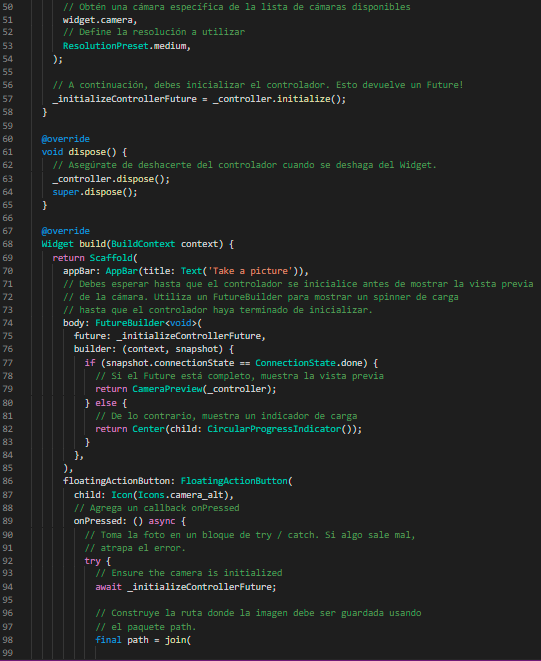 50 // Obtén una cámara específica de la lista de cámaras disponibles
51 widget.camera,
52 // Define la resolución a utilizar
53 ResolutionPreset.medium,
54 );
55
56 // A continuación, debes inicializar el controlador. Esto devuelve un Future!
57 _initializeControllerFuture = _controller.initialize();
58 }
59
60 @override
61 void dispose() {
62 // Asegúrate de deshacerte del controlador cuando se deshaga del Widget.
63 _controller.dispose();
64 super.dispose();
65 }
66
67 @override
68 Widget build(BuildContext context) {
69 return Scaffold(
70 appBar: AppBar(title: Text('Take a picture')),
71 // Debes esperar hasta que el controlador se inicialice antes de mostrar la vista previa
72 // de la cámara. Utiliza un FutureBuilder para mostrar un spinner de carga
73 // hasta que el controlador haya terminado de inicializar.
74 body: FutureBuilder<void>(
75 future: _initializeControllerFuture,
76 builder: (context, snapshot) {
77 if (snapshot.connectionState == ConnectionState.done) {
78 // Si el Future está completo, muestra la vista previa
79 return CameraPreview(_controller);
80 } else {
81 // De lo contrario, muestra un indicador de carga
82 return Center(child: CircularProgressIndicator());
83 }
84 },
85 ),
86 floatingActionButton: FloatingActionButton(
87 child: Icon(Icons.camera_alt),
88 // Agrega un callback onPressed
89 onPressed: () async {
90 // Toma la foto en un bloque de try / catch. Si algo sale mal,
91 // atrapa el error.
92 try {
93 // Ensure the camera is initialized
94 await _initializeControllerFuture;
95
96 // Construye la ruta donde la imagen debe ser guardada usando
97 // el paquete path.
98 final path = join(
99